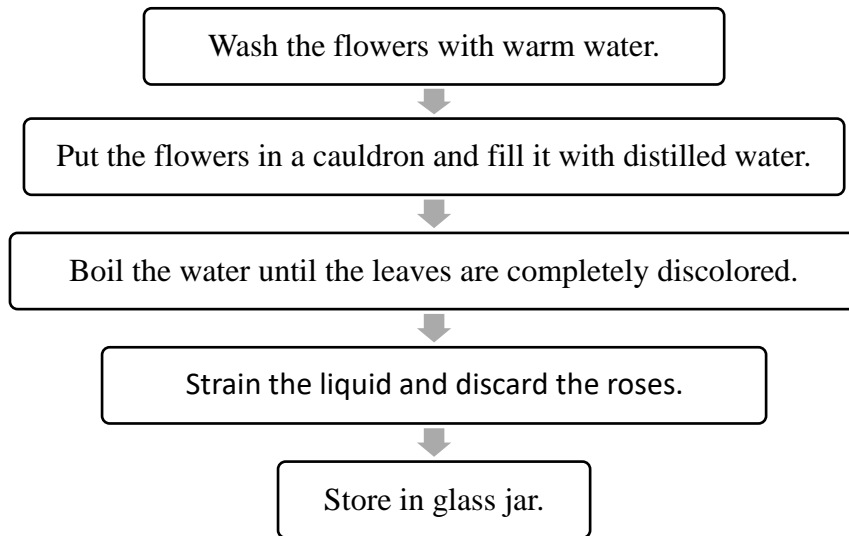 Wash the flowers with warm water.
Put the flowers in a cauldron and fill it with distilled water.
Boil the water until the leaves are completely discolored.
Strain the liquid and discard the roses.
Store in glass jar.